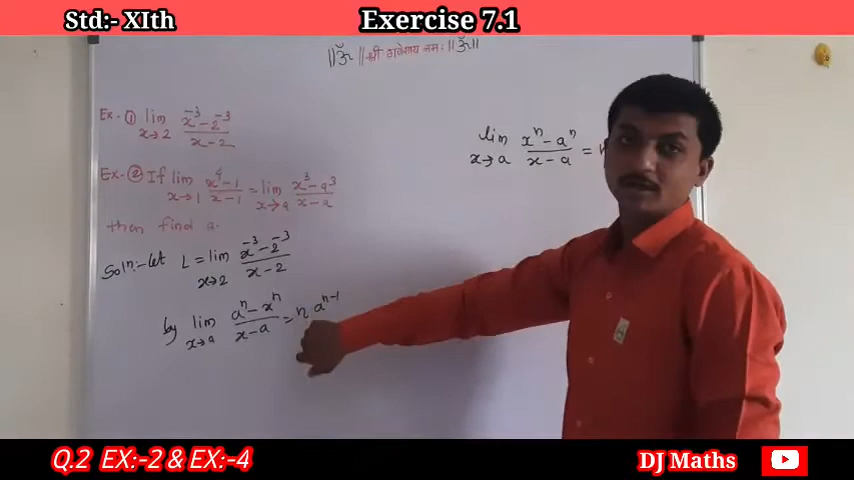 Std:- XIth
Exercise 7.1
||ॐ||श्री गणेशाय नमः||ॐ||
Ex-① lim x→2 x⁻³-2⁻³/x-2
Ex-② If lim x→1 x⁴-1/x-1 = lim x→a x³-a³/x-a
then find a.
Solⁿ:- let L = lim x→2 x⁻³-2⁻³/x-2
by lim x→a aⁿ-xⁿ/x-a = n·aⁿ⁻¹
lim x→a xⁿ-aⁿ/x-a =
Q.2 EX:-2 & EX:-4
DJ Maths
YouTube